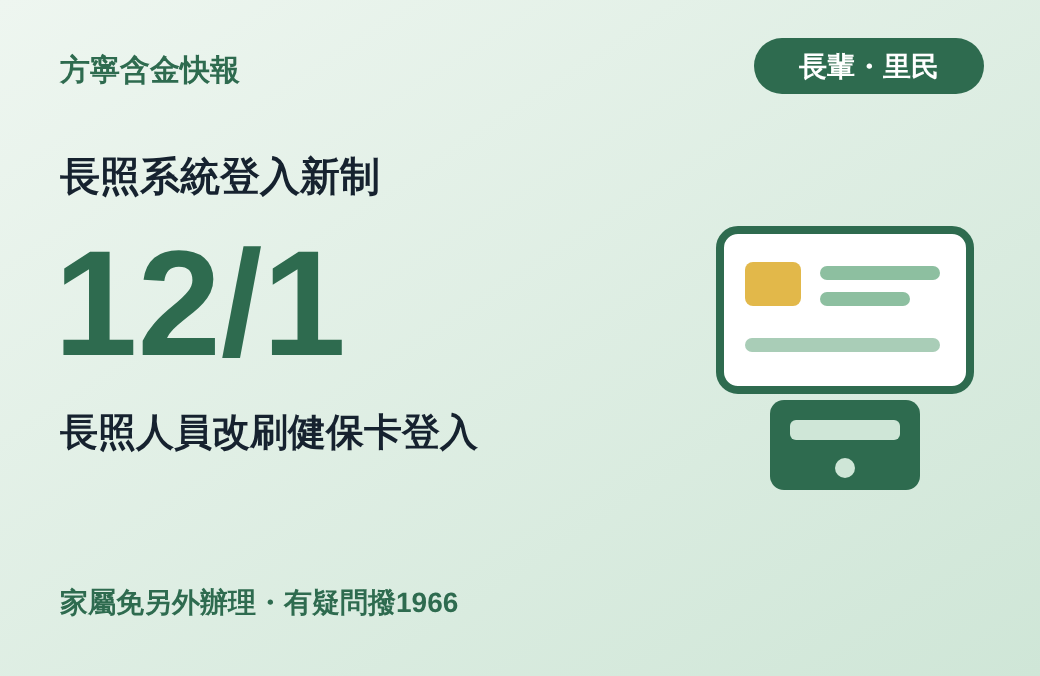 方寧含金快報
長輩・里民
長照系統登入新制
12/1
長照人員改刷健保卡登入
家屬免另外辦理・有疑問撥1966